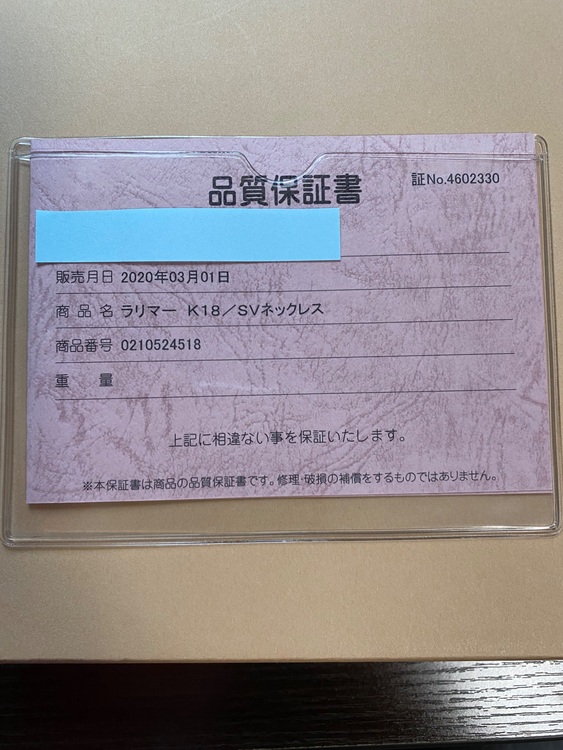 品質保証書
証No.4602330
販売月日 2020年03月01日
商品名 ラリマー K18／SVネックレス
商品番号 0210524518
重量
上記に相違ない事を保証いたします。
※本保証書は商品の品質保証書です。修理・破損の補償をするものではありません。